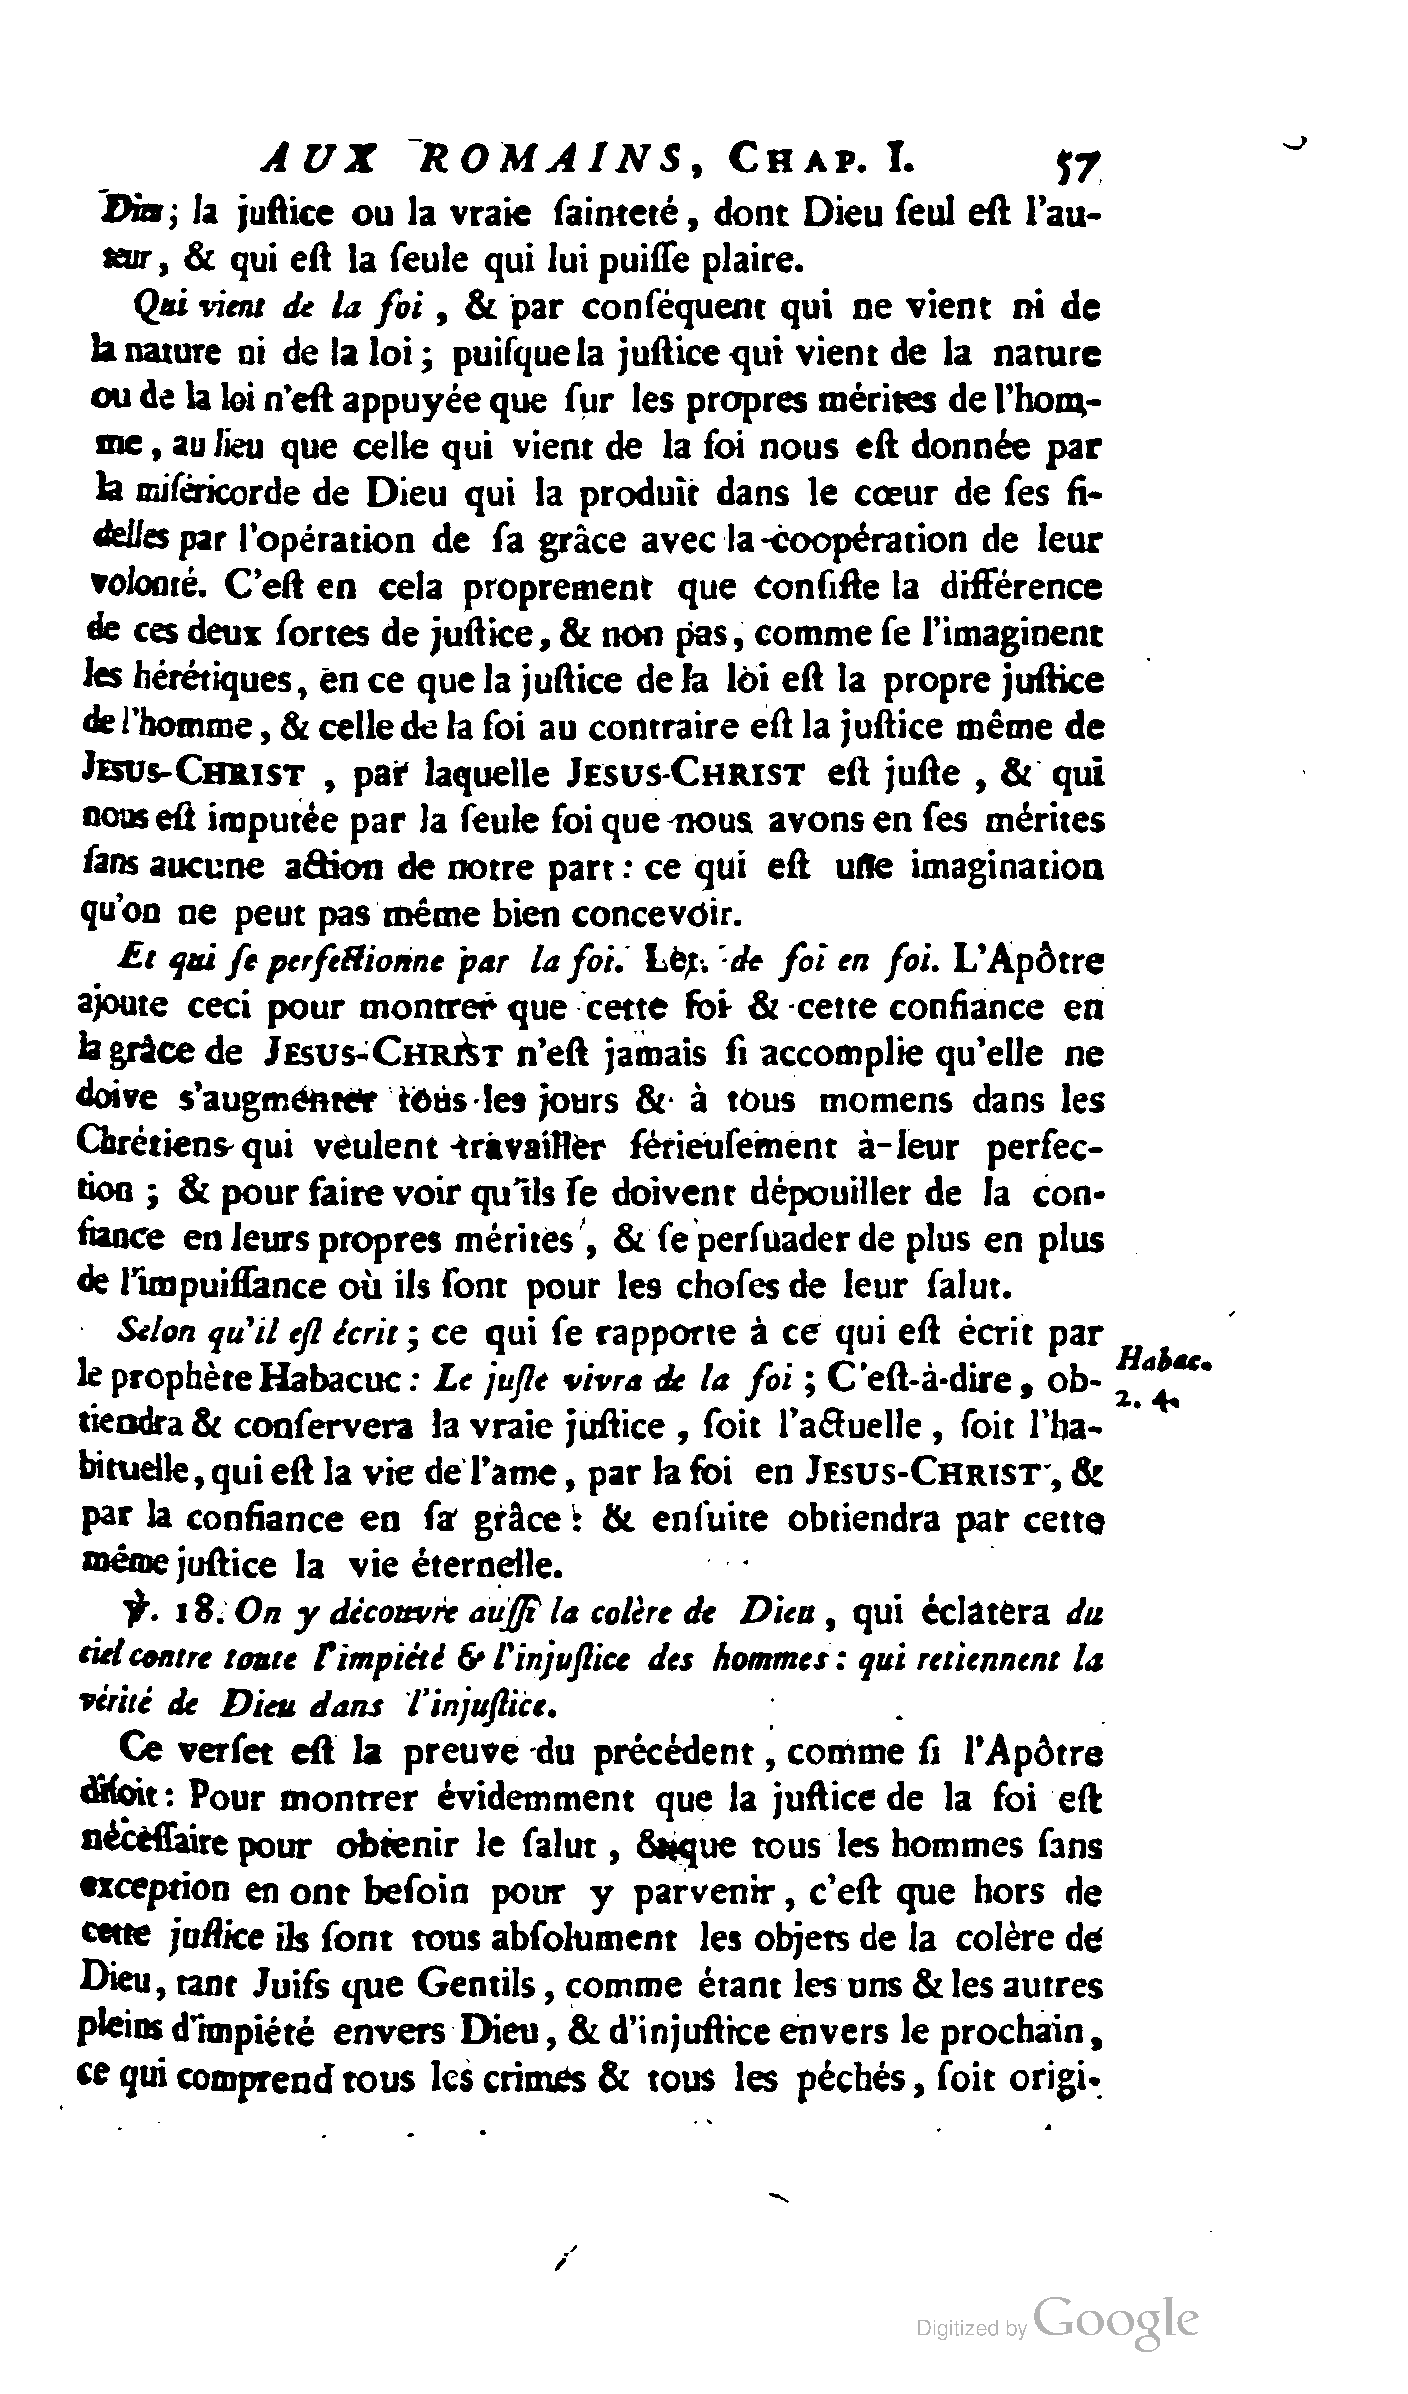 AUX ROMAINS, CHAP. I. 57
Dieu; la juſtice ou la vraie ſainteté, dont Dieu ſeul eſt l'au-
teur, & qui eſt la ſeule qui lui puiſſe plaire.
Qui vient de la foi, & par conſéquent qui ne vient ni de
la nature ni de la loi; puiſque la juſtice qui vient de la nature
ou de la loi n'eſt appuyée que ſur les propres mérites de l'hom-
me, au lieu que celle qui vient de la foi nous eſt donnée par
la miſéricorde de Dieu qui la produit dans le cœur de ſes fi-
delles par l'opération de ſa grâce avec la coopération de leur
volonté. C'eſt en cela proprement que conſiſte la différence
de ces deux ſortes de juſtice, & non pas, comme ſe l'imaginent
les hérétiques, en ce que la juſtice de la loi eſt la propre juſtice
de l'homme, & celle de la foi au contraire eſt la juſtice même de
JESUS-CHRIST, par laquelle JESUS-CHRIST eſt juſte, & qui
nous eſt imputée par la ſeule foi que nous avons en ſes mérites
ſans aucune action de notre part: ce qui eſt une imagination
qu'on ne peut pas même bien concevoir.
Et qui ſe perfectionne par la foi. Let. de foi en foi. L'Apôtre
ajoute ceci pour montrer que cette foi & cette confiance en
la grâce de JESUS-CHRIST n'eſt jamais ſi accomplie qu'elle ne
doive s'augmenter tous les jours & à tous momens dans les
Chrétiens qui veulent travailler ſérieuſement à leur perfec-
tion; & pour faire voir qu'ils ſe doivent dépouiller de la con-
fiance en leurs propres mérites, & ſe perſuader de plus en plus
de l'impuiſſance où ils ſont pour les choſes de leur ſalut.
Selon qu'il eſt écrit; ce qui ſe rapporte à ce qui eſt écrit par
le prophète Habacuc: Le juſte vivra de la foi; C'eſt-à-dire, ob-
Habac.
2. 4.
tiendra & conſervera la vraie juſtice, ſoit l'actuelle, ſoit l'ha-
bituelle, qui eſt la vie de l'ame, par la foi en JESUS-CHRIST, &
par la confiance en ſa grâce: & enſuite obtiendra par cette
même juſtice la vie éternelle.
℣. 18. On y découvre auſſi la colère de Dieu, qui éclatera du
ciel contre toute l'impiété & l'injuſtice des hommes: qui retiennent la
vérité de Dieu dans l'injuſtice.
Ce verſet eſt la preuve du précédent, comme ſi l'Apôtre
diſoit: Pour montrer évidemment que la juſtice de la foi eſt
néceſſaire pour obtenir le ſalut, & que tous les hommes ſans
exception en ont beſoin pour y parvenir, c'eſt que hors de
cette juſtice ils ſont tous abſolument les objets de la colère de
Dieu, tant Juifs que Gentils, comme étant les uns & les autres
pleins d'impiété envers Dieu, & d'injuſtice envers le prochain,
ce qui comprend tous les crimes & tous les péchés, ſoit origi-
Digitized by Google